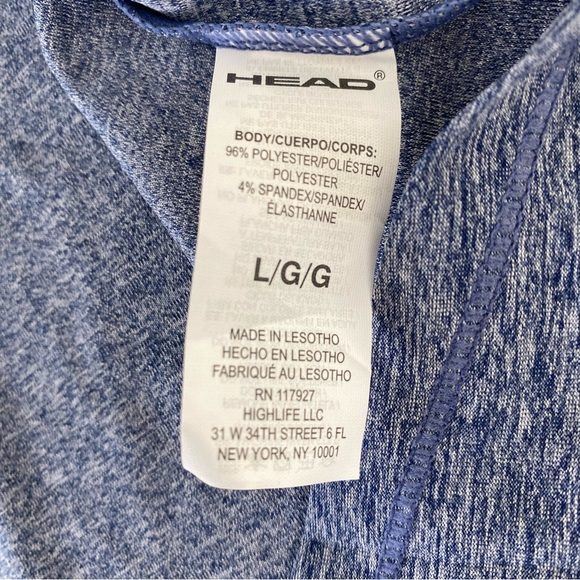 HEAD®
BODY/CUERPO/CORPS:
96% POLYESTER/POLIÉSTER/
POLYESTER
4% SPANDEX/SPANDEX/
ÉLASTHANNE
L/G/G
MADE IN LESOTHO
HECHO EN LESOTHO
FABRIQUÉ AU LESOTHO
RN 117927
HIGHLIFE LLC
31 W 34TH STREET 6 FL
NEW YORK, NY 10001